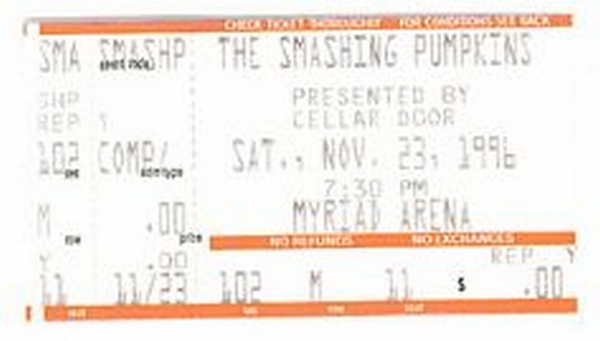 CHECK TICKET THOROUGHLY FOR CONDITIONS SEE BACK
SMA SMASHP THE SMASHING PUMPKINS
SHP PRESENTED BY
REP Y CELLAR DOOR
102 COMP/ SAT., NOV. 23, 1996
7:30 PM
M .00 MYRIAD ARENA
NO REFUNDS NO EXCHANGES
Y .00 REP Y
11 11/23 102 M 11 $ .00